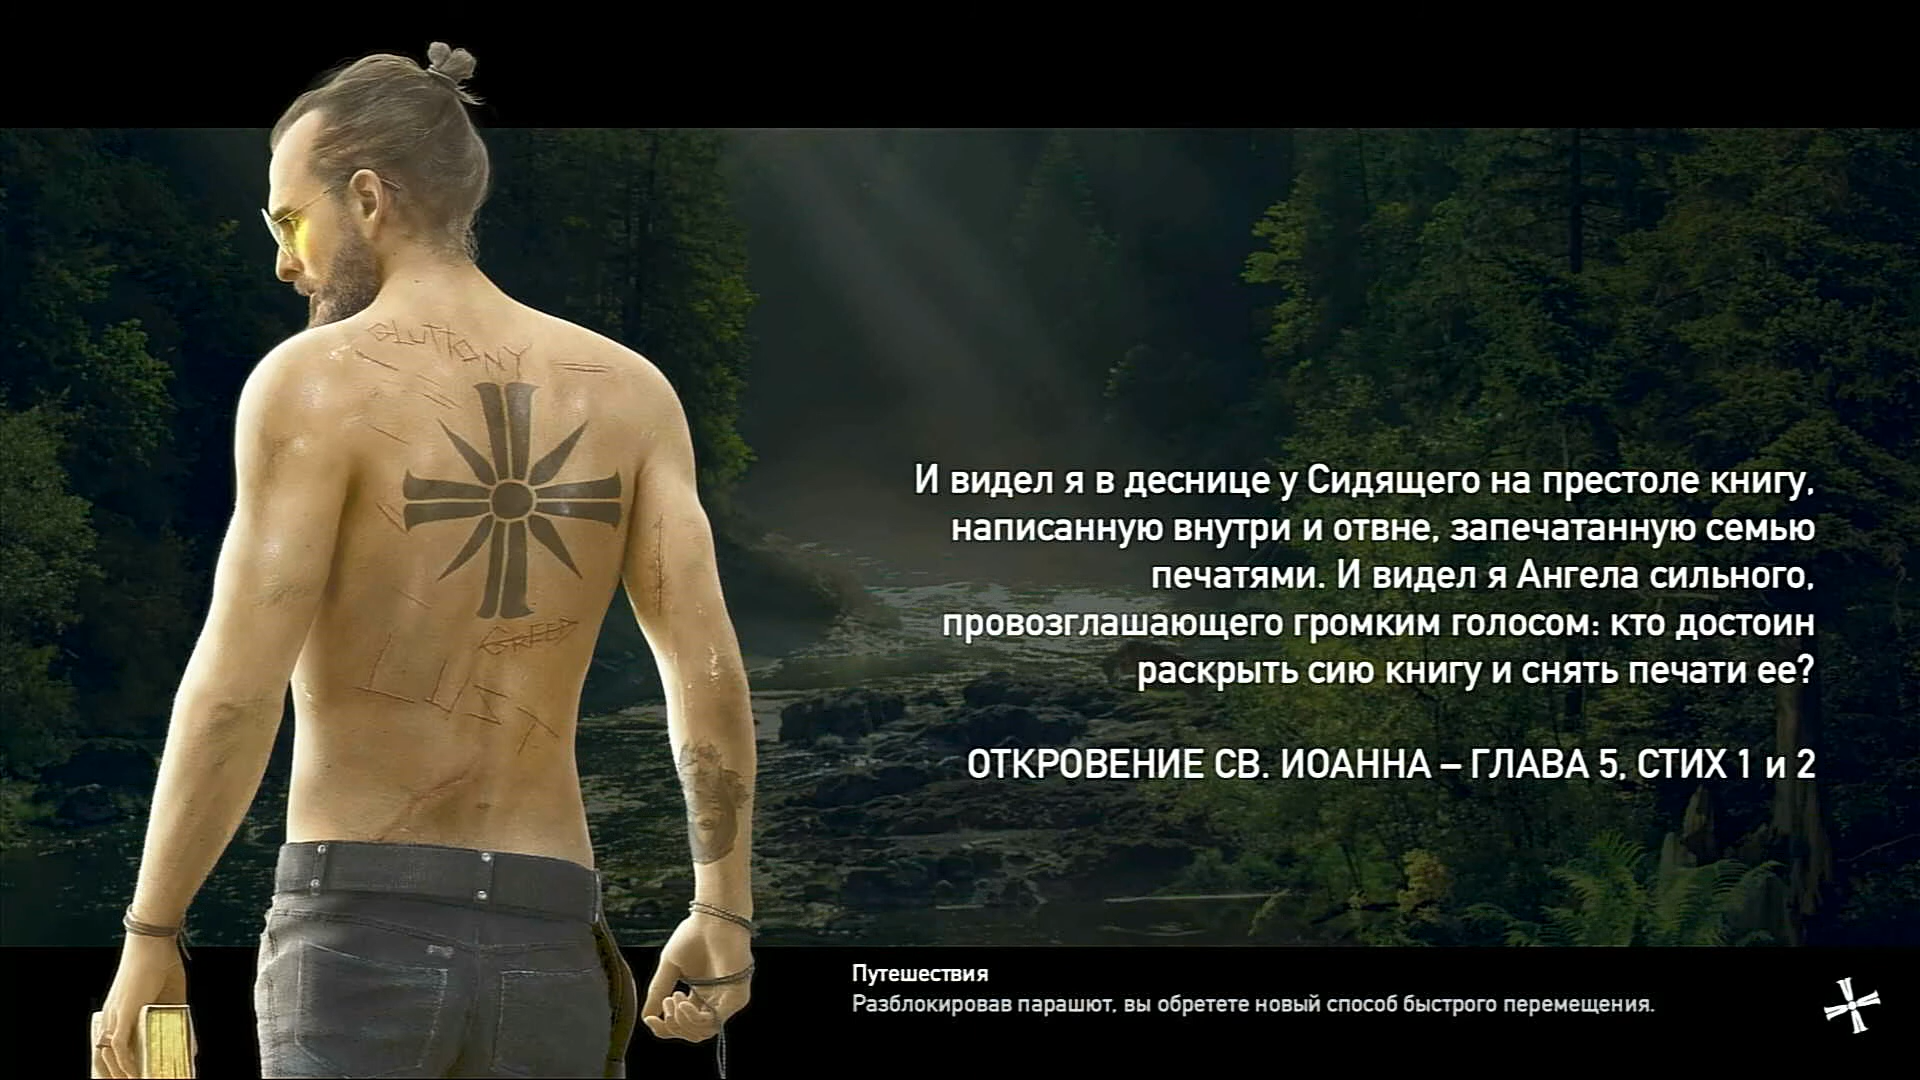 GLUTTONY
GREED
LUST
И видел я в деснице у Сидящего на престоле книгу,
написанную внутри и отвне, запечатанную семью
печатями. И видел я Ангела сильного,
провозглашающего громким голосом: кто достоин
раскрыть сию книгу и снять печати ее?
ОТКРОВЕНИЕ СВ. ИОАННА – ГЛАВА 5, СТИХ 1 и 2
Путешествия
Разблокировав парашют, вы обретете новый способ быстрого перемещения.